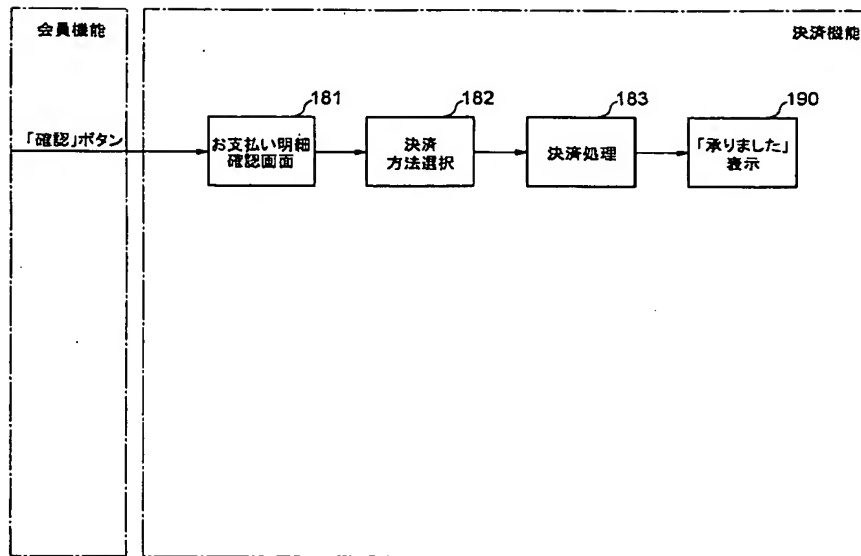 会員機能
決済機能
181
182
183
190
「確認」ボタン
お支払い明細
確認画面
決済
方法選択
決済処理
「承りました」
表示